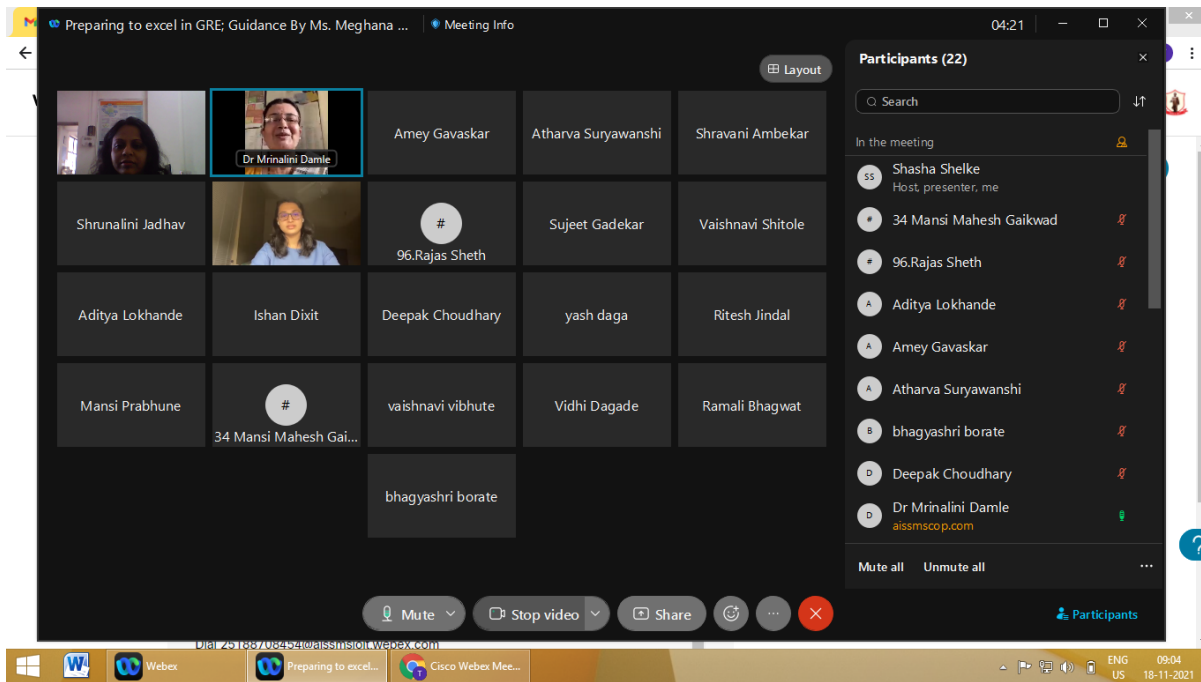 Preparing to excel in GRE; Guidance By Ms. Meghana ...
Meeting Info
04:21
Layout
Dr Mrinalini Damle
Amey Gavaskar
Atharva Suryawanshi
Shravani Ambekar
Shrunalini Jadhav
#
96.Rajas Sheth
Sujeet Gadekar
Vaishnavi Shitole
Aditya Lokhande
Ishan Dixit
Deepak Choudhary
yash daga
Ritesh Jindal
Mansi Prabhune
#
34 Mansi Mahesh Gai...
vaishnavi vibhute
Vidhi Dagade
Ramali Bhagwat
bhagyashri borate
Participants (22)
Search
In the meeting
SS
Shasha Shelke
Host, presenter, me
#
34 Mansi Mahesh Gaikwad
#
96.Rajas Sheth
A
Aditya Lokhande
A
Amey Gavaskar
A
Atharva Suryawanshi
B
bhagyashri borate
D
Deepak Choudhary
D
Dr Mrinalini Damle
aissmscop.com
Mute all Unmute all ...
Mute
Stop video
Share
...
Participants
Dial 25188708454@aissmsioit.webex.com
Webex
Preparing to excel...
Cisco Webex Mee...
ENG
US
09:04
18-11-2021